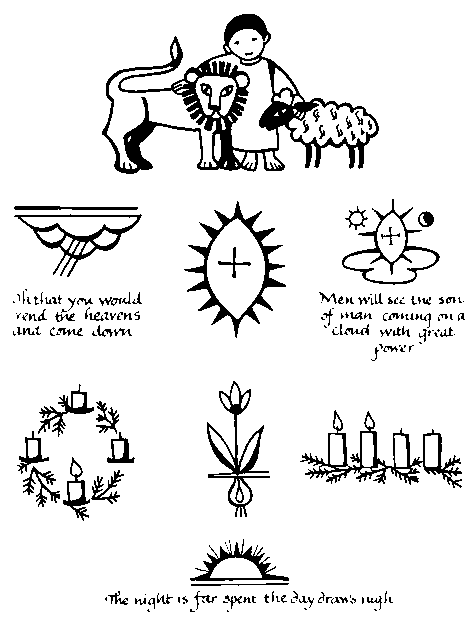 Oh that you would
rend the heavens
and come down
Men will see the son
of man coming on a
cloud with great
power
The night is far spent the day draws nigh